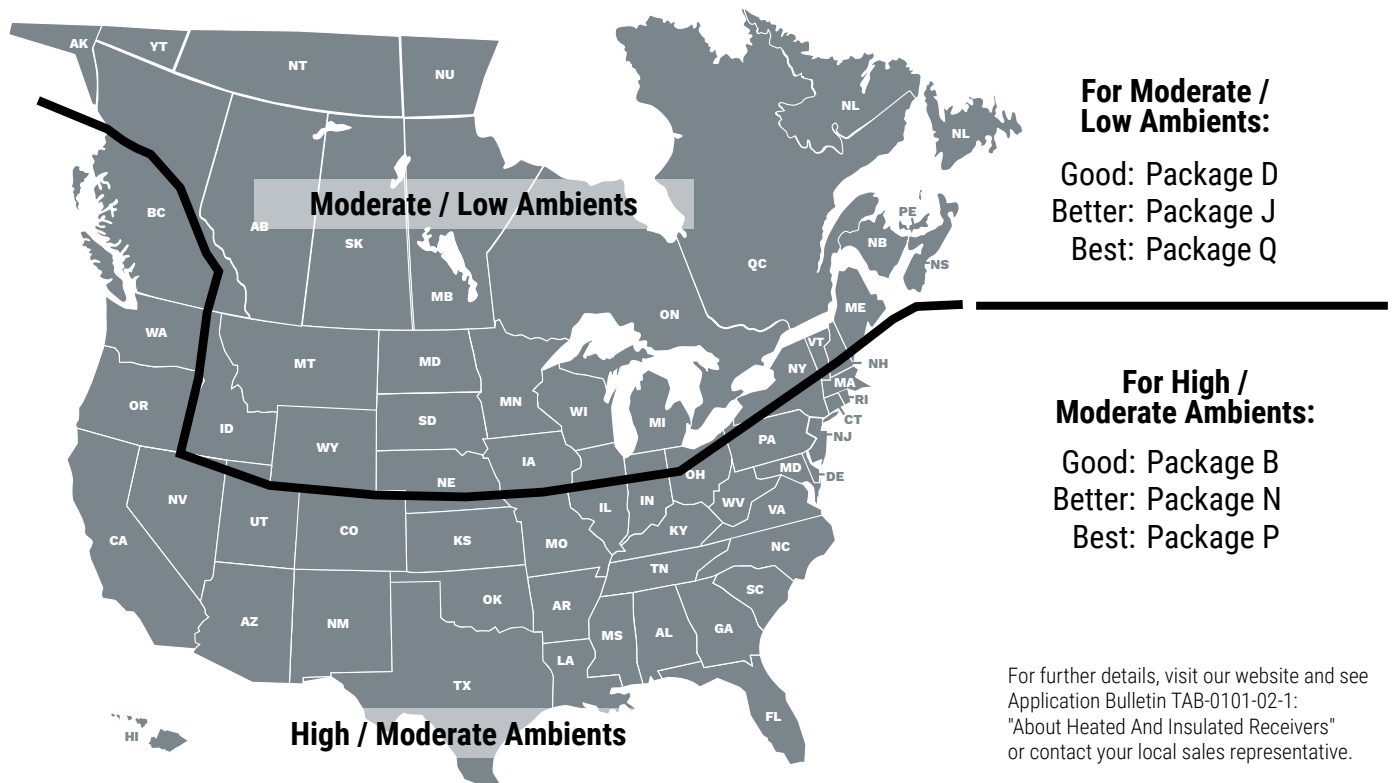 AK
YT
NT
NU
NL
NL
For Moderate /
Low Ambients:
Good: Package D
Better: Package J
Best: Package Q
Moderate / Low Ambients
BC
AB
SK
MB
QC
ON
PE
NB
NS
ME
WA
MT
MD
VT
NH
NY
OR
ID
WY
SD
MN
WI
MI
MA
RI
CT
NJ
PA
IA
NE
OH
MD
DE
For High /
Moderate Ambients:
Good: Package B
Better: Package N
Best: Package P
NV
UT
CO
KS
MO
IL
IN
WV
VA
KY
CA
NC
TN
SC
AZ
NM
OK
AR
MS
AL
GA
LA
TX
FL
HI
High / Moderate Ambients
For further details, visit our website and see
Application Bulletin TAB-0101-02-1:
"About Heated And Insulated Receivers"
or contact your local sales representative.